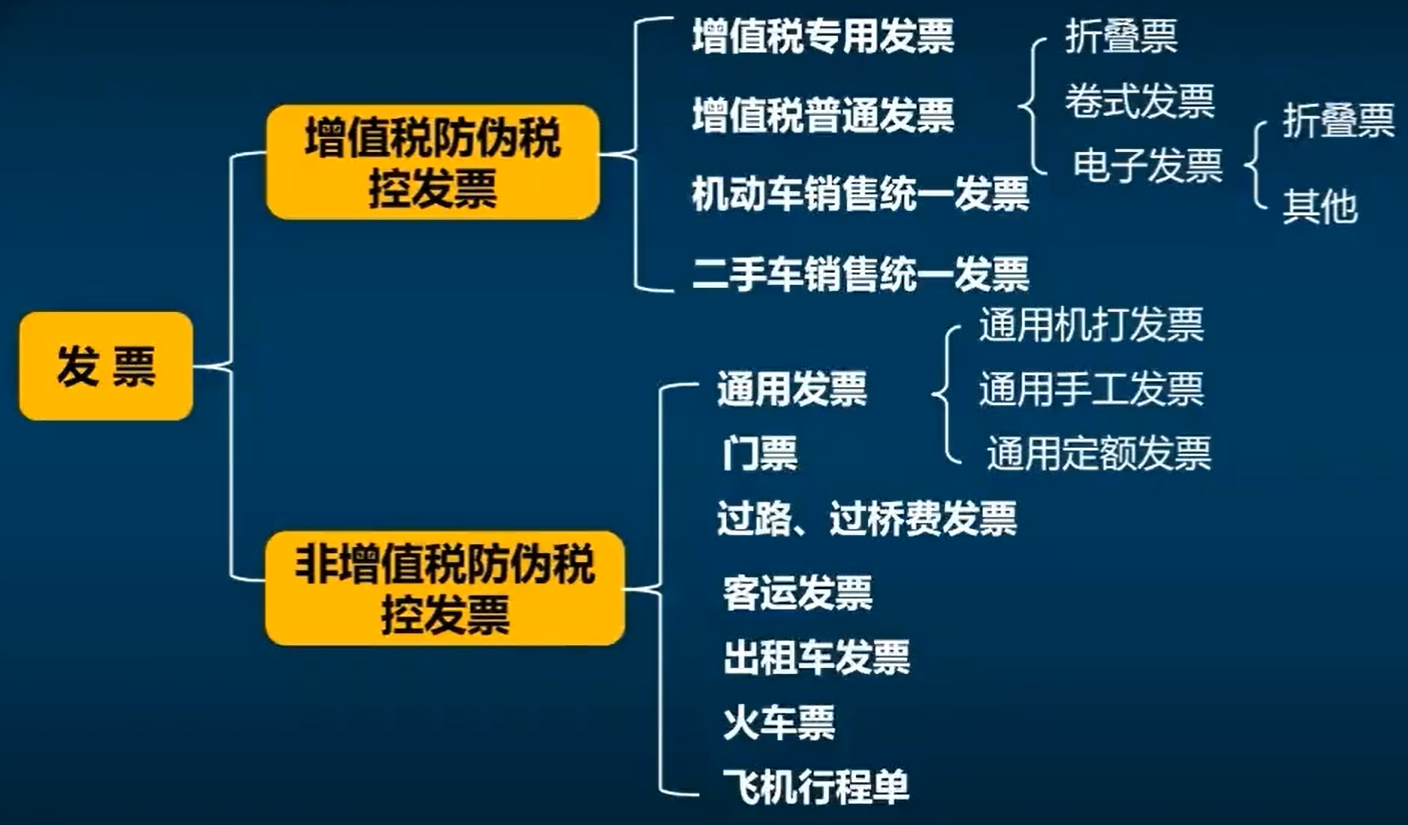 发 票
增值税防伪税
控发票
增值税专用发票
增值税普通发票
折叠票
卷式发票
电子发票
折叠票
其他
机动车销售统一发票
二手车销售统一发票
非增值税防伪税
控发票
通用发票
通用机打发票
通用手工发票
通用定额发票
门票
过路、过桥费发票
客运发票
出租车发票
火车票
飞机行程单